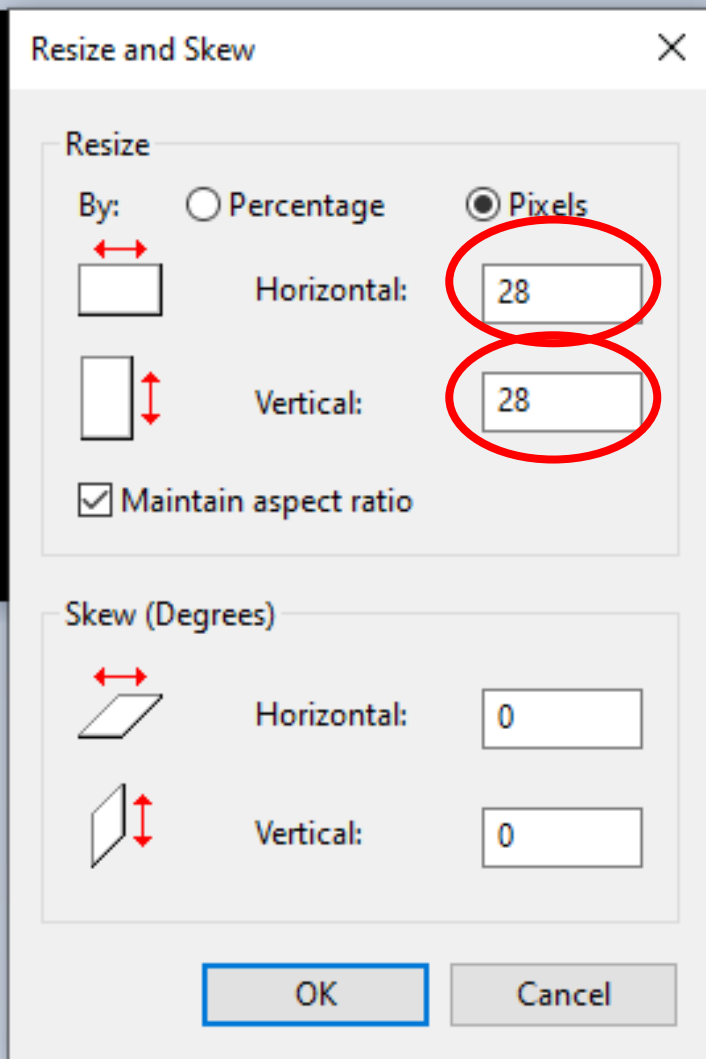 Resize and Skew
Resize
By: Percentage Pixels
Horizontal: 28
Vertical: 28
Maintain aspect ratio
Skew (Degrees)
Horizontal: 0
Vertical: 0
OK Cancel